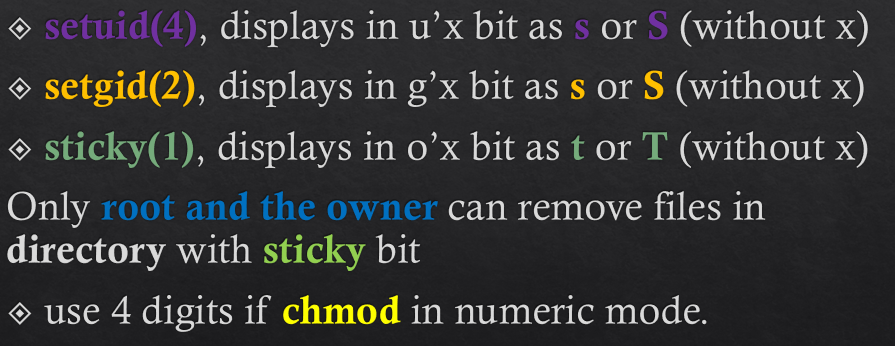 ◈ setuid(4), displays in u'x bit as s or S (without x)
◈ setgid(2), displays in g'x bit as s or S (without x)
◈ sticky(1), displays in o'x bit as t or T (without x)
Only root and the owner can remove files in
directory with sticky bit
◈ use 4 digits if chmod in numeric mode.